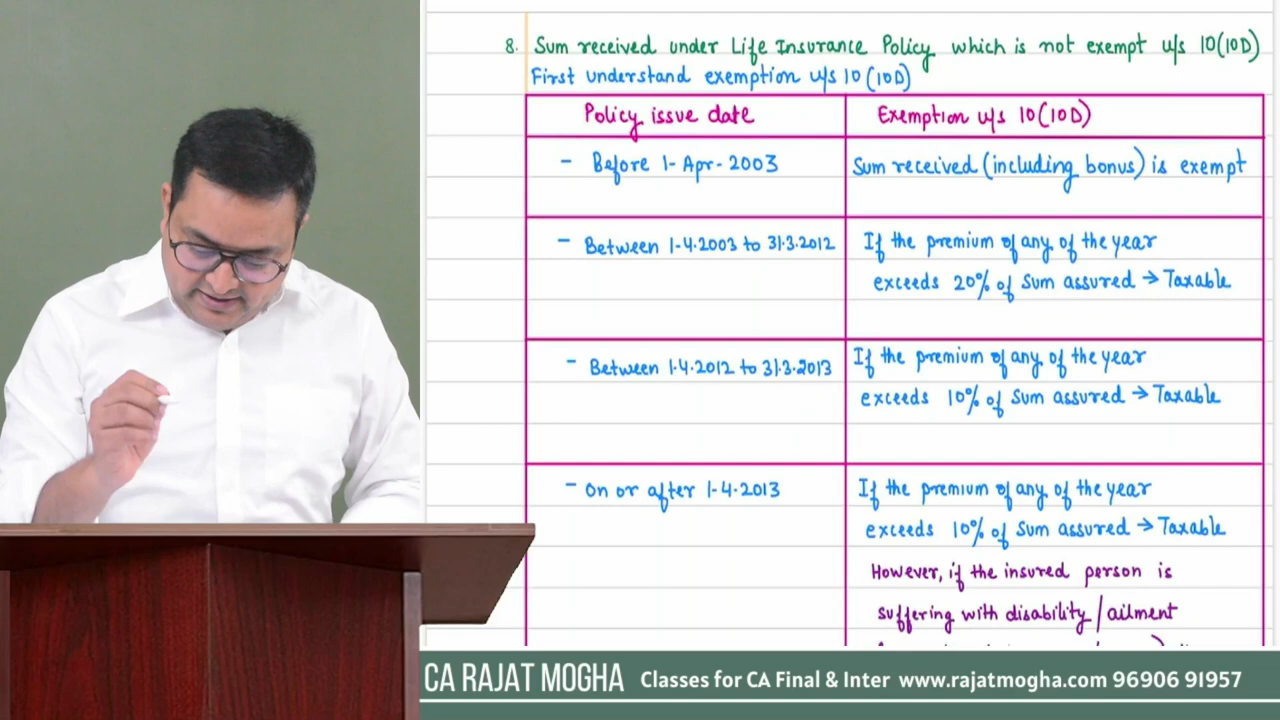 8. Sum received under Life Insurance Policy which is not exempt u/s 10(10D)
First understand exemption u/s 10(10D)
Policy issue date
Exemption u/s 10(10D)
- Before 1-Apr-2003
Sum received (including bonus) is exempt
- Between 1-4-2003 to 31.3.2012
If the premium of any of the year
exceeds 20% of Sum assured → Taxable
- Between 1.4.2012 to 31.3.2013
If the premium of any of the year
exceeds 10% of Sum assured → Taxable
- On or after 1-4-2013
If the premium of any of the year
exceeds 10% of Sum assured → Taxable
However, if the insured person is
suffering with disability/ailment
CA RAJAT MOGHA Classes for CA Final & Inter www.rajatmogha.com 96906 91957